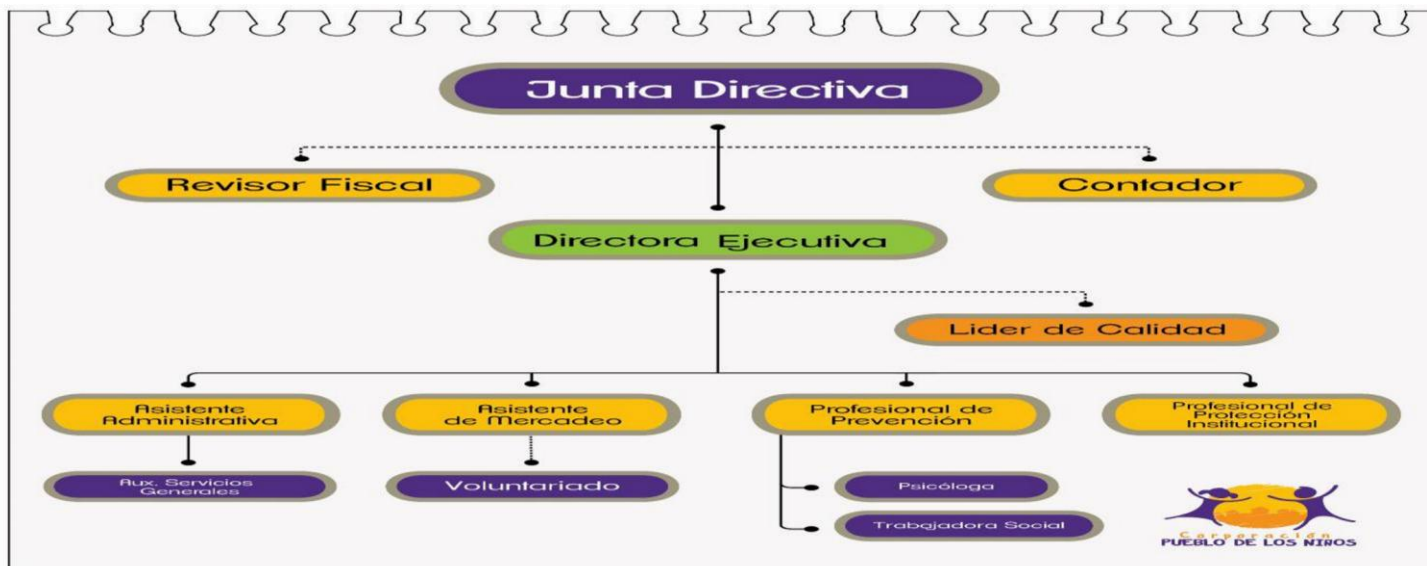 Junta Directiva
Revisor Fiscal
Contador
Directora Ejecutiva
Lider de Calidad
Asistente
Administrativa
Asistente
de Mercadeo
Profesional de
Prevención
Profesional de
Protección
Institucional
Aux. Servicios
Generales
Voluntariado
Psicóloga
Trabajadora Social
Corporación
PUEBLO DE LOS NIÑOS